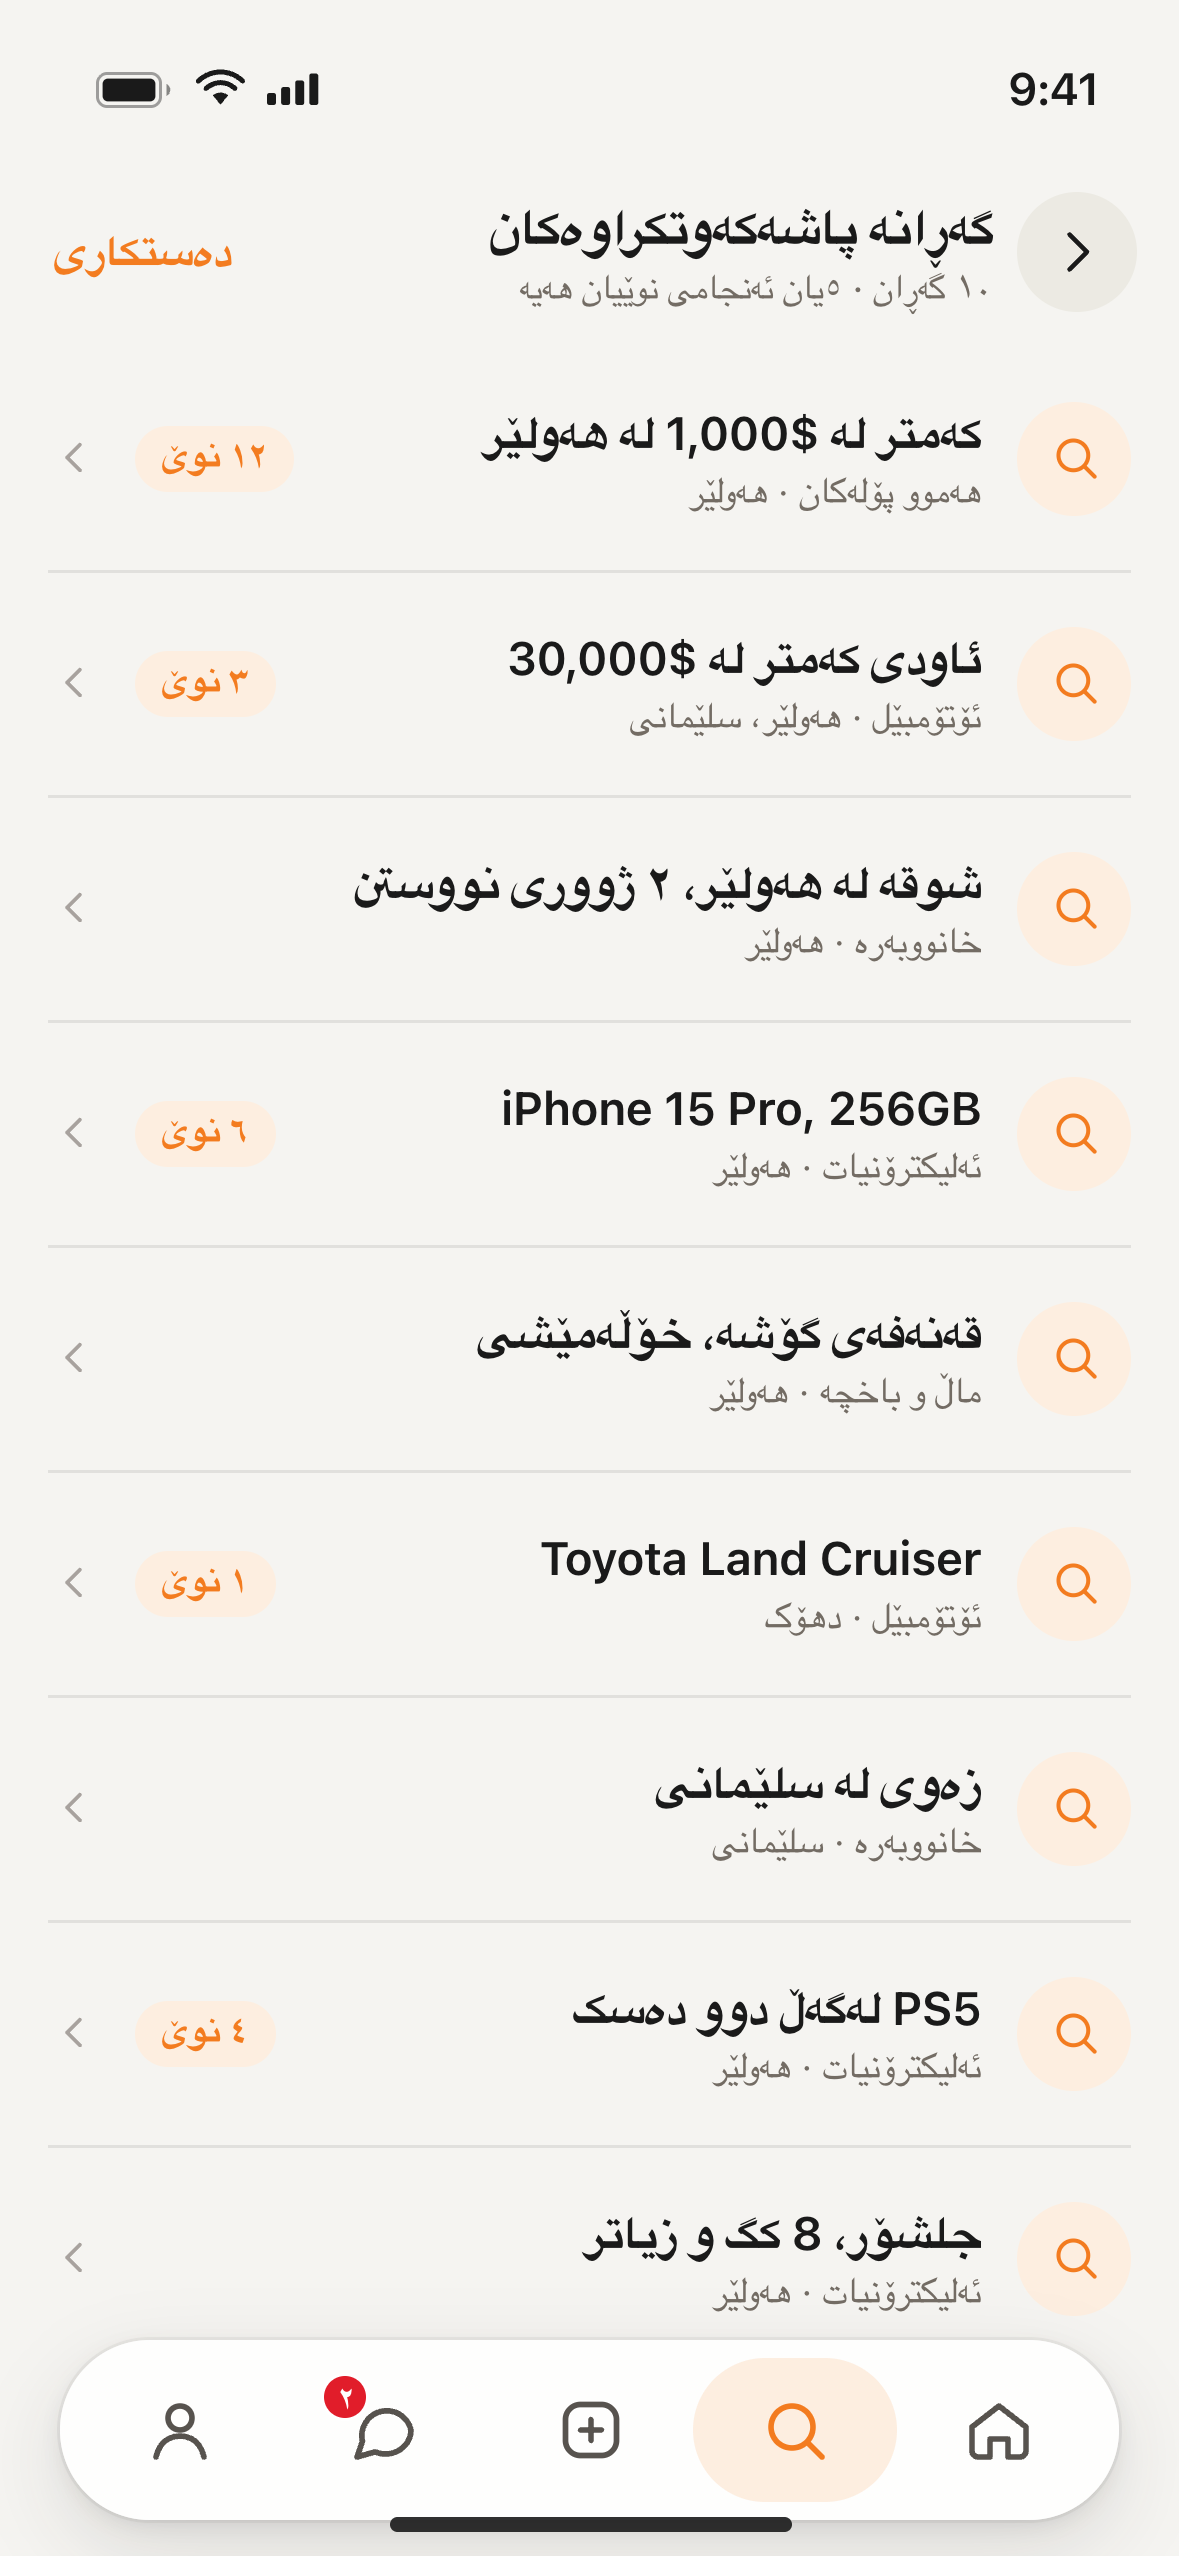 9:41
گەڕانە پاشەکەوتکراوەکان
١٠ گەڕان · ٥یان ئەنجامی نوێیان هەیە
دەستکاری
کەمتر لە $1,000 لە هەولێر
هەموو پۆلەکان · هەولێر
١٢ نوێ
ئاودی کەمتر لە $30,000
ئۆتۆمبێل · هەولێر، سلێمانی
٣ نوێ
شوقە لە هەولێر، ٢ ژووری نووستن
خانووبەرە · هەولێر
iPhone 15 Pro, 256GB
ئەلیکترۆنیات · هەولێر
٦ نوێ
قەنەفەی گۆشە، خۆڵەمێشی
ماڵ و باخچە · هەولێر
Toyota Land Cruiser
ئۆتۆمبێل · دهۆک
١ نوێ
زەوی لە سلێمانی
خانووبەرە · سلێمانی
PS5 لەگەڵ دوو دەسک
ئەلیکترۆنیات · هەولێر
٤ نوێ
جلشۆر، 8 کگ و زیاتر
ئەلیکترۆنیات · هەولێر
٢